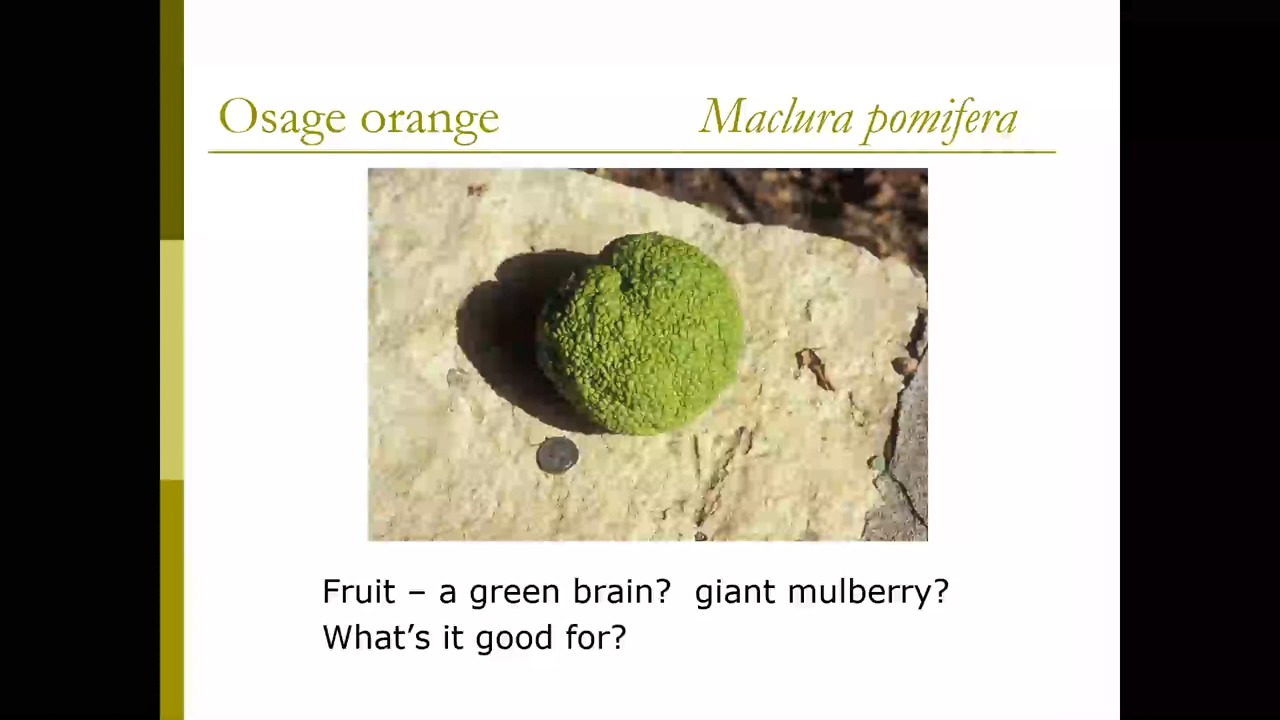 Osage orange Maclura pomifera
Fruit – a green brain? giant mulberry?
What’s it good for?